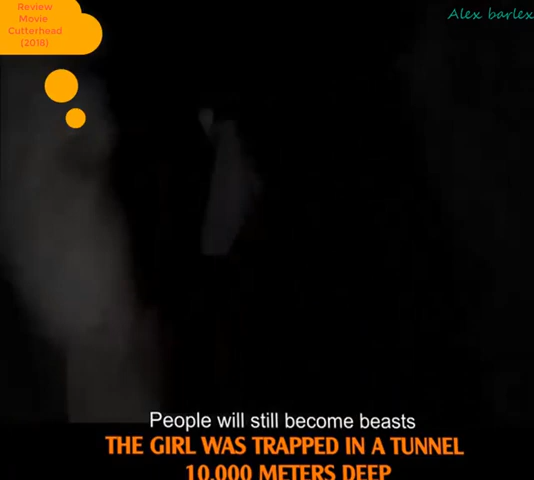 Review
Movie
Cutterhead
(2018)
Alex barlex
People will still become beasts
THE GIRL WAS TRAPPED IN A TUNNEL
10.000 METERS DEEP